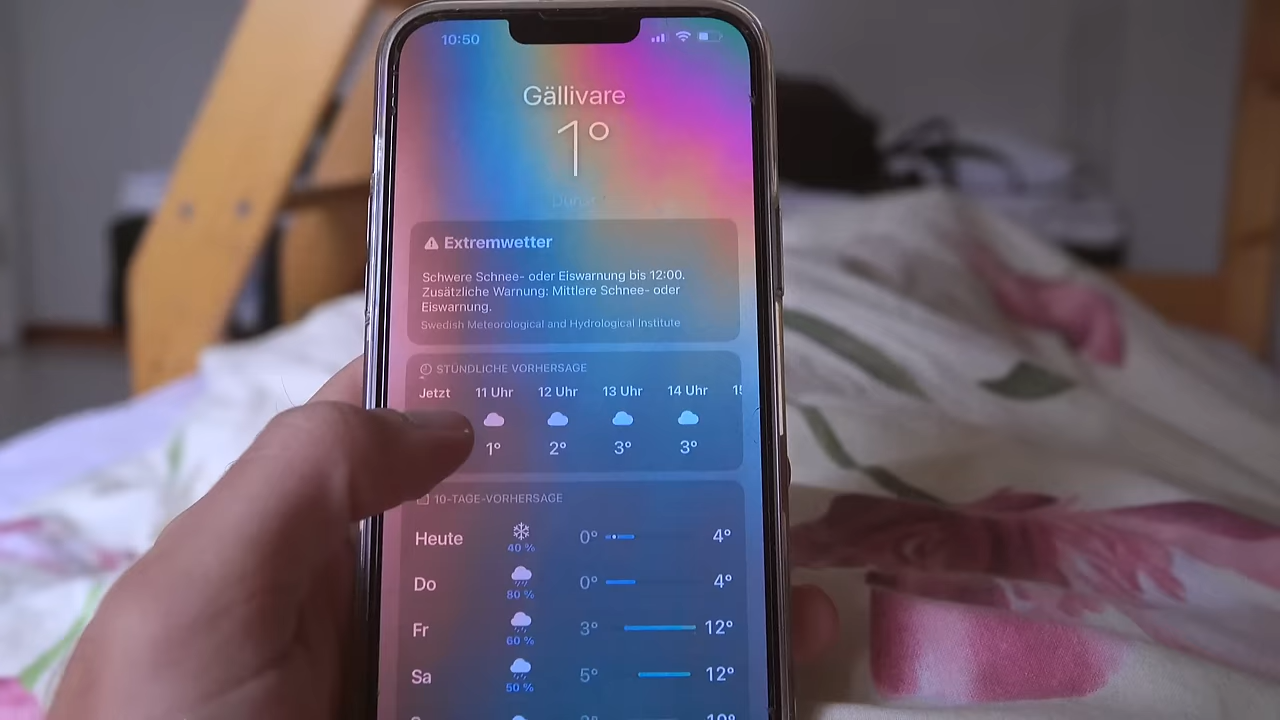 10:50
Gällivare
1°
Extremwetter
Schwere Schnee- oder Eiswarnung bis 12:00.
Zusätzliche Warnung: Mittlere Schnee- oder
Eiswarnung.
Swedish Meteorological and Hydrological Institute
STÜNDLICHE VORHERSAGE
Jetzt 11 Uhr 12 Uhr 13 Uhr 14 Uhr
1° 2° 3° 3°
10-TAGE-VORHERSAGE
Heute 40 % 0° 4°
Do 80 % 0° 4°
Fr 60 % 3° 12°
Sa 50 % 5° 12°